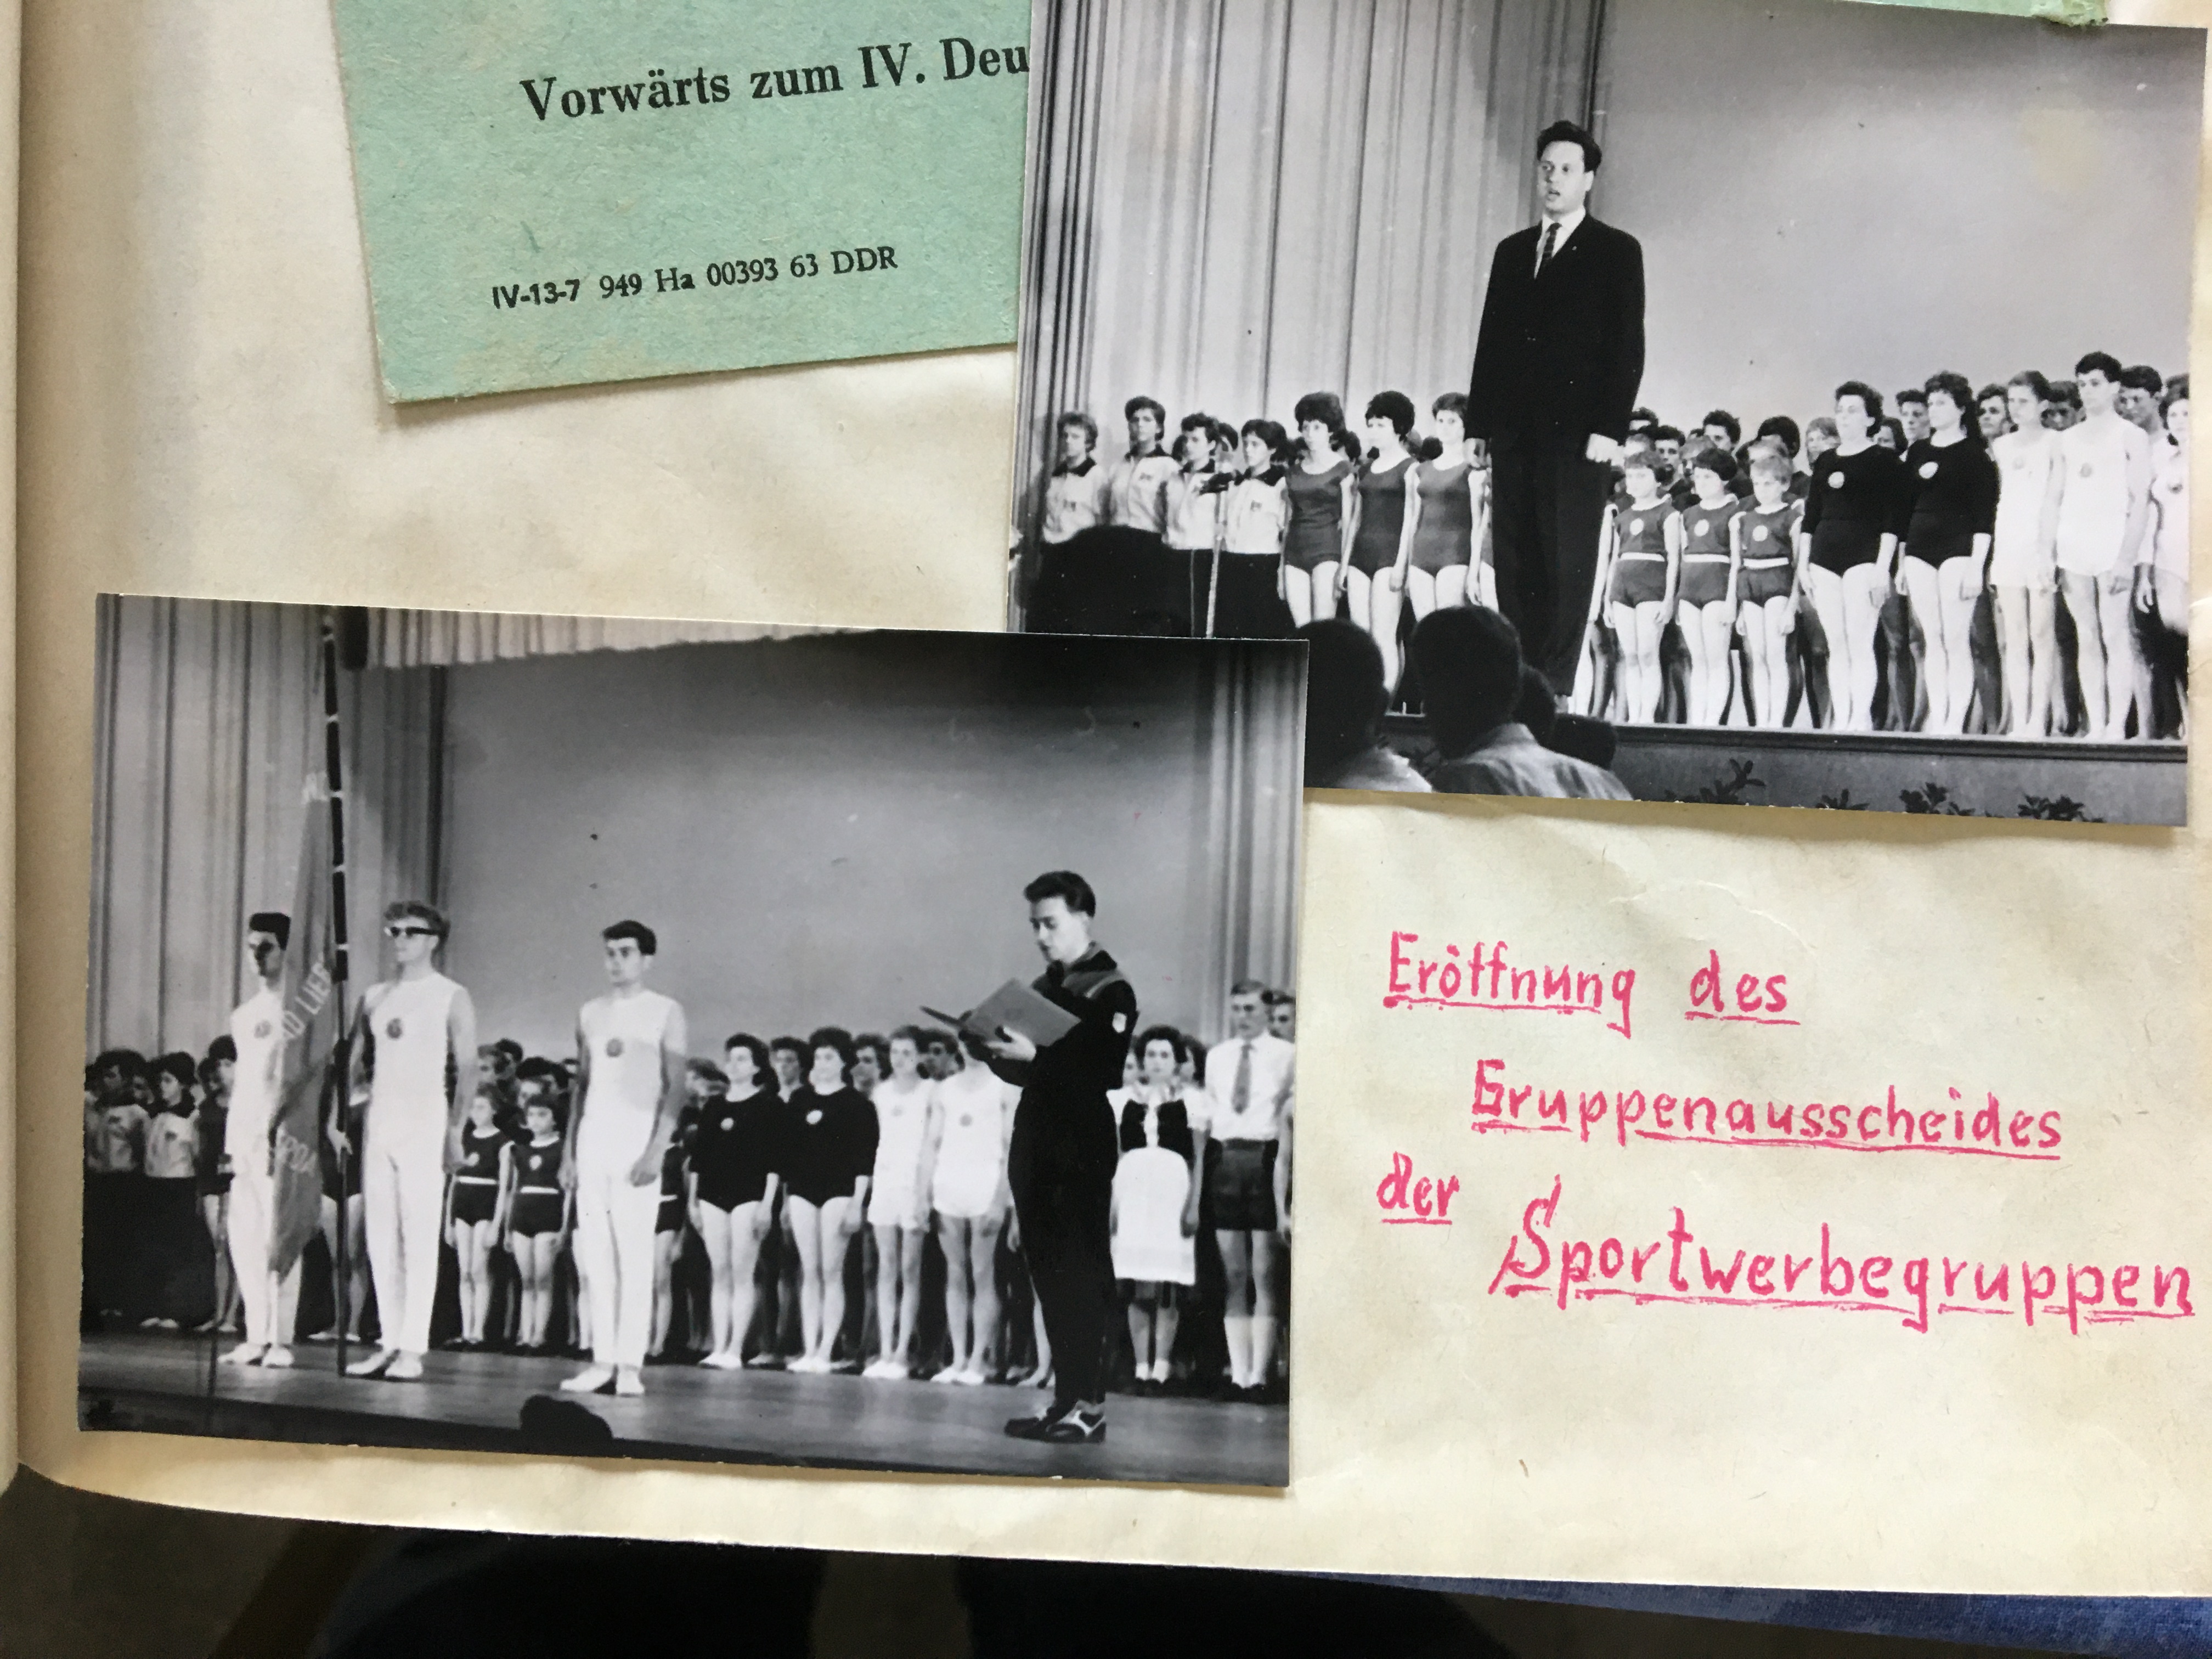 Vorwärts zum IV. Deu
IV-13-7 949 Ha 00393 63 DDR
Eröffnung des
Gruppenausscheides
der Sportwerbegruppen